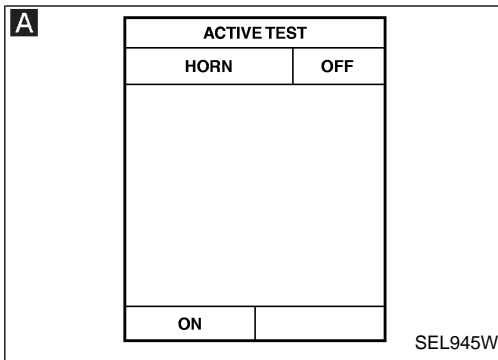 A
ACTIVE TEST
HORN OFF
ON
SEL945W